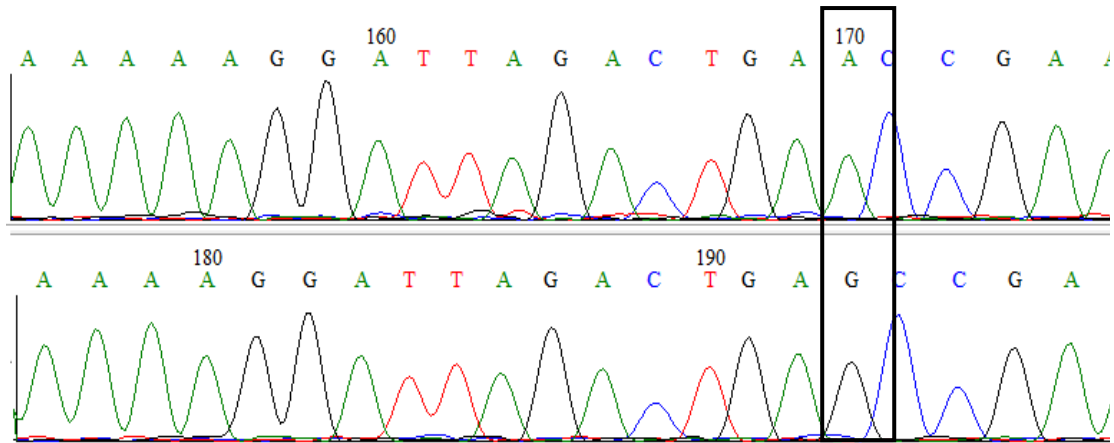 160 170
A A A A A G G A T T A G A C T G A A C C G A A
180 190
A A A A G G A T T A G A C T G A G C C G A